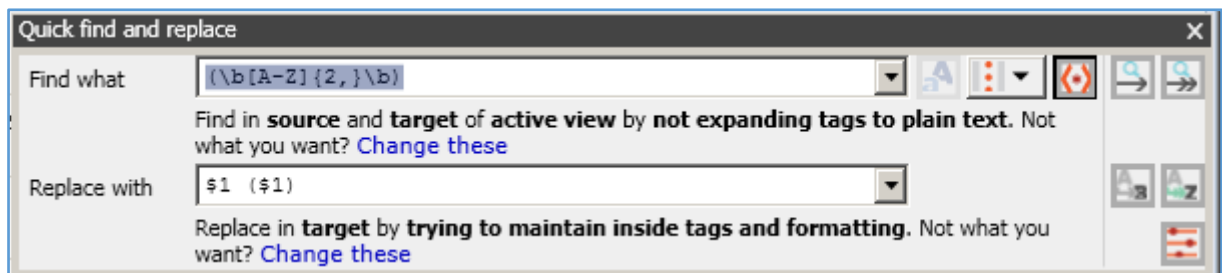 Quick find and replace
Find what
(\b[A-Z]{2,}\b)
Find in source and target of active view by not expanding tags to plain text. Not
what you want? Change these
Replace with
$1 ($1)
Replace in target by trying to maintain inside tags and formatting. Not what you
want? Change these